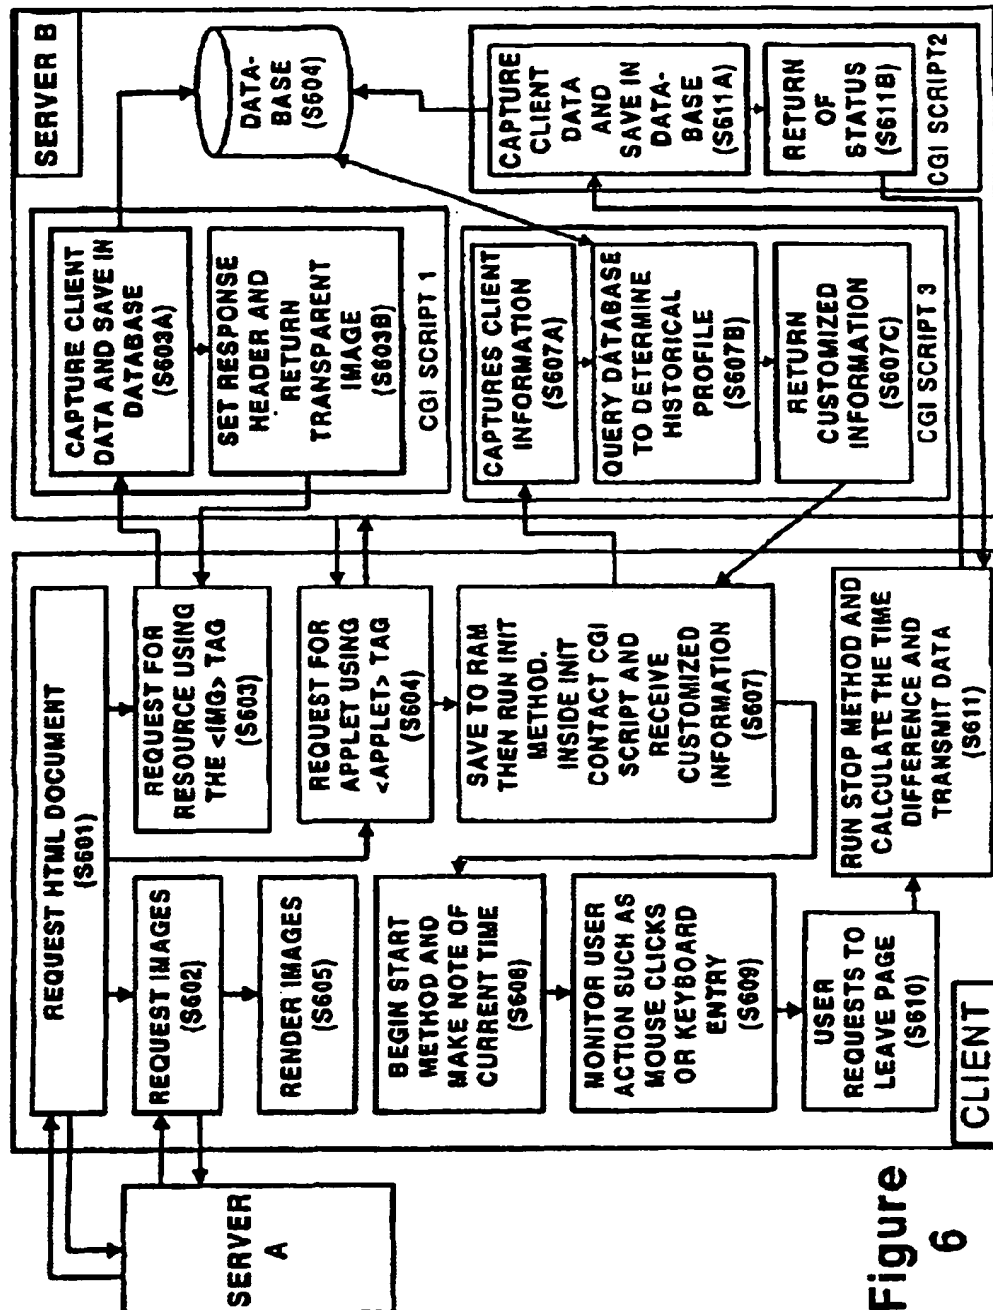 SERVER
A
CLIENT
REQUEST HTML DOCUMENT
(S601)
REQUEST IMAGES
(S602)
RENDER IMAGES
(S605)
REQUEST FOR
RESOURCE USING
THE <IMG> TAG
(S603)
REQUEST FOR
APPLET USING
<APPLET> TAG
(S604)
SAVE TO RAM
THEN RUN INIT
METHOD.
INSIDE INIT
CONTACT CGI
SCRIPT AND
RECEIVE
CUSTOMIZED
INFORMATION
(S607)
BEGIN START
METHOD AND
MAKE NOTE OF
CURRENT TIME
(S608)
MONITOR USER
ACTION SUCH AS
MOUSE CLICKS
OR KEYBOARD
ENTRY
(S609)
USER
REQUESTS TO
LEAVE PAGE
(S610)
RUN STOP METHOD AND
CALCULATE THE TIME
DIFFERENCE AND
TRANSMIT DATA
(S611)
SERVER B
CAPTURE CLIENT
DATA AND SAVE IN
DATABASE
(S603A)
SET RESPONSE
HEADER AND
RETURN
TRANSPARENT
IMAGE
(S603B)
CGI SCRIPT 1
DATA-
BASE
(S604)
CAPTURES CLIENT
INFORMATION
(S607A)
QUERY DATABASE
TO DETERMINE
HISTORICAL
PROFILE
(S607B)
RETURN
CUSTOMIZED
INFORMATION
(S607C)
CGI SCRIPT 3
CAPTURE
CLIENT
DATA
AND
SAVE IN
DATA-
BASE
(S611A)
RETURN
OF
STATUS
(S611B)
CGI SCRIPT2
Figure
6